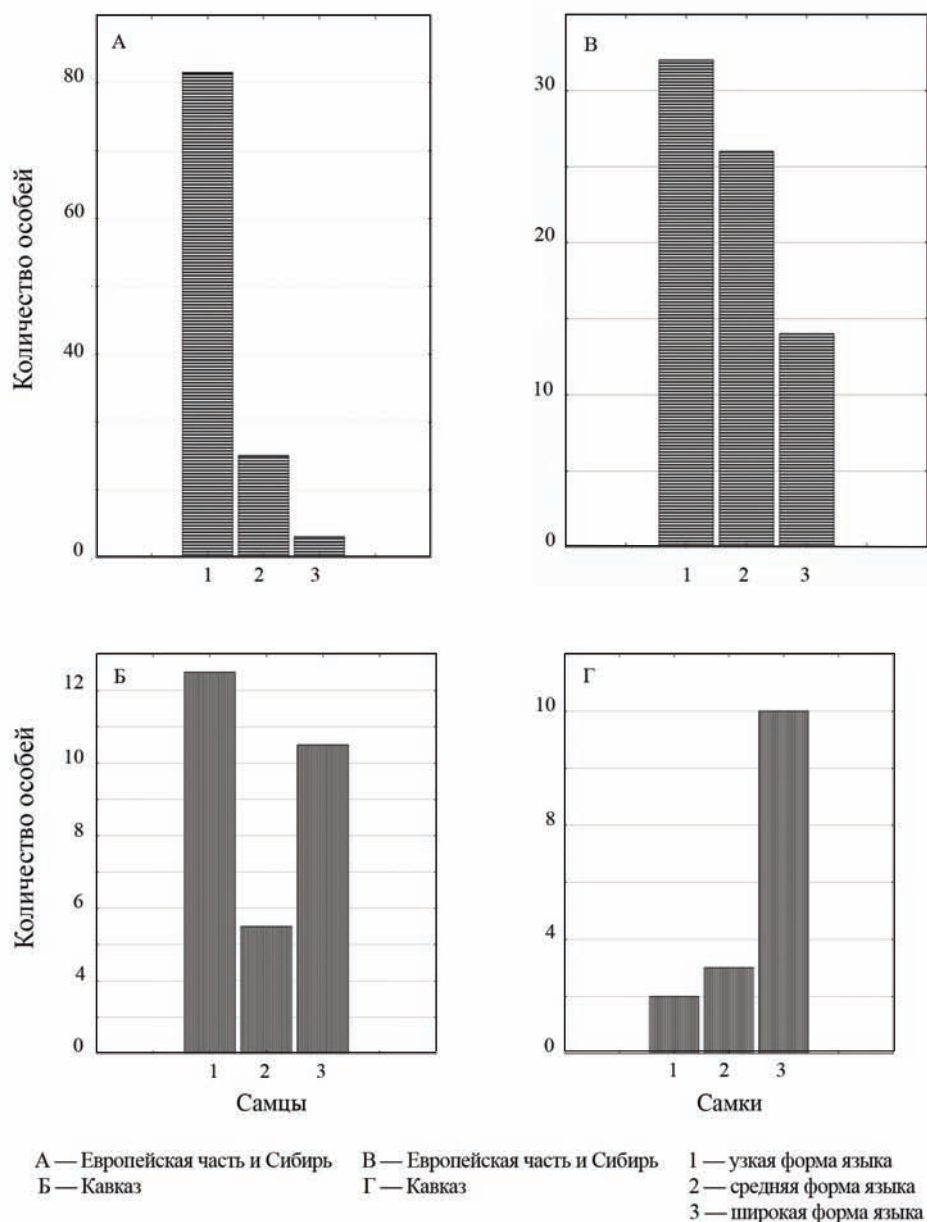 А
80
60
40
20
0
Количество особей
1 2 3
В
30
20
10
0
1 2 3
Б
12
10
8
6
4
0
Количество особей
1 2 3
Самцы
Г
10
8
4
0
1 2 3
Самки
А — Европейская часть и Сибирь
Б — Кавказ
В — Европейская часть и Сибирь
Г — Кавказ
1 — узкая форма языка
2 — средняя форма языка
3 — широкая форма языка